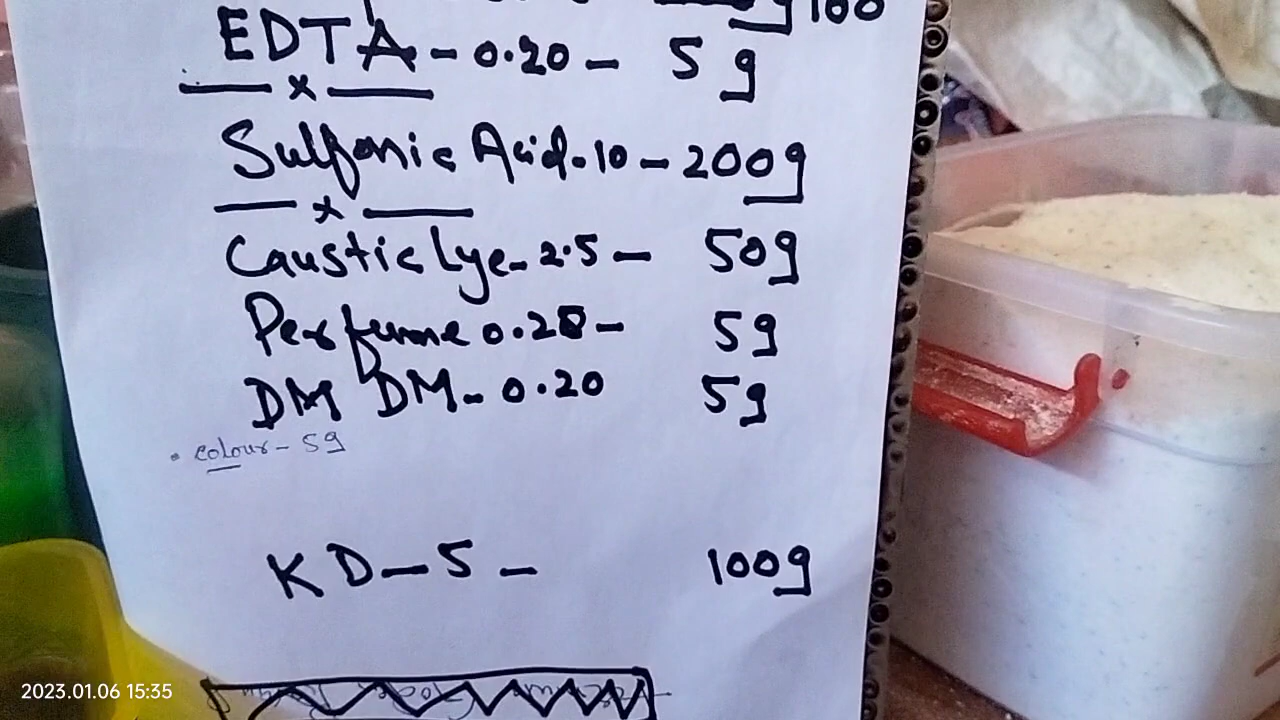 100
EDTA - 0.20 - 5g
x
Sulfonic Acid - 10 - 200g
x
Caustic lye - 2.5 - 50g
Perfume 0.25 - 5g
DM DM - 0.20 5g
• colour - 5g
KD - 5 - 100g
2023.01.06 15:35